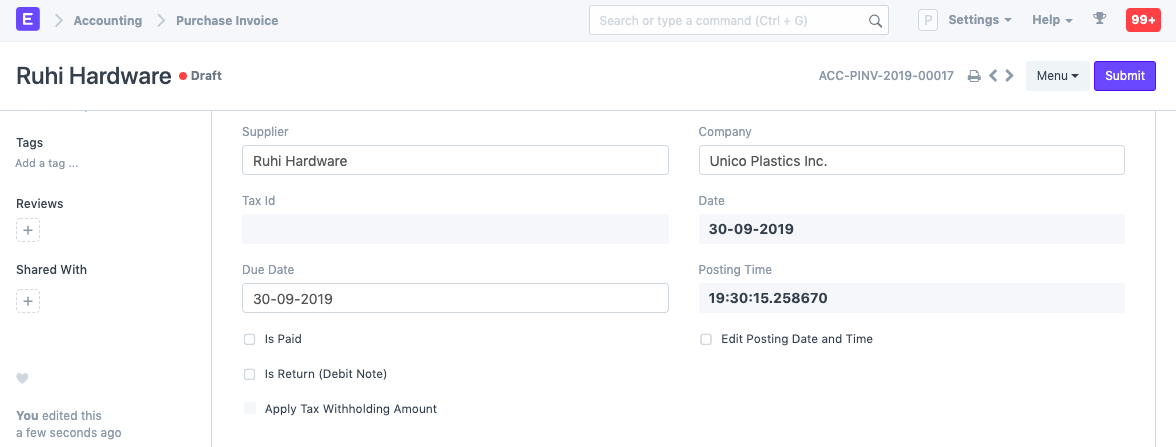 E
Accounting
Purchase Invoice
Search or type a command (Ctrl + G)
P
Settings
Help
99+
Ruhi Hardware
Draft
ACC-PINV-2019-00017
Menu
Submit
Tags
Add a tag ...
Reviews
+
Shared With
+
You edited this
a few seconds ago
Supplier
Ruhi Hardware
Company
Unico Plastics Inc.
Tax Id
Date
30-09-2019
Due Date
30-09-2019
Posting Time
19:30:15.258670
Is Paid
Edit Posting Date and Time
Is Return (Debit Note)
Apply Tax Withholding Amount